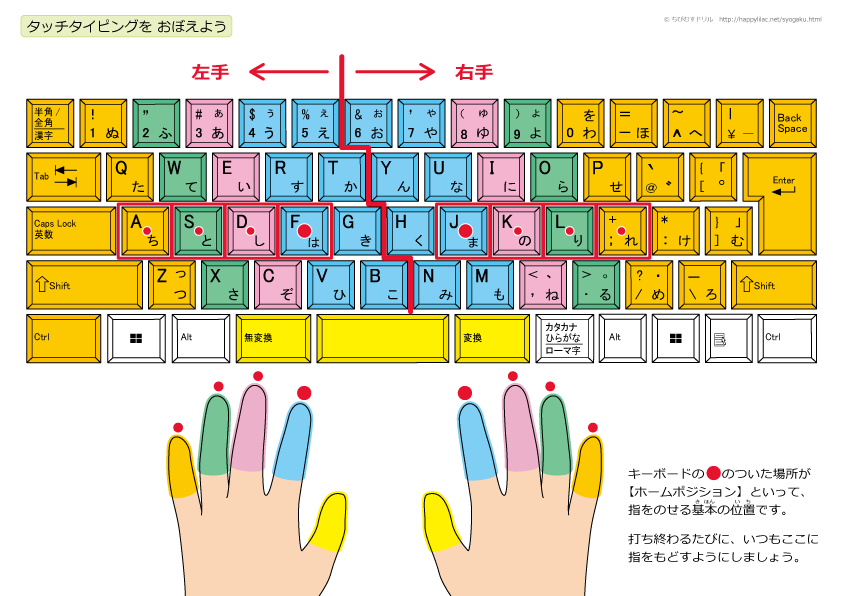 タッチタイピングを おぼえよう
© ちびむすドリル http://happylilac.net/syogaku.html
左手 右手
半角/全角 漢字 ! 1 ぬ " 2 ふ # ぁ 3 あ $ ぅ 4 う % ぇ 5 え & ぉ 6 お ' ゃ 7 や ( ゅ 8 ゆ ) ょ 9 よ を 0 わ = ー ほ ~ ^ へ | ¥ ー Back Space
Tab Q た W て E い R す T か Y ん U な I に O ら P せ ` @ ゛ { 「 [ ゜ Enter
Caps Lock 英数 A ち S と D し F は G き H く J ま K の L り + ; れ * : け } 」 ] む
Shift Z っ つ X さ C そ V ひ B こ N み M も < 、 , ね > 。 . る ? ・ / め _ \ ろ Shift
Ctrl Alt 無変換 変換 カタカナ ひらがな ローマ字 Alt Ctrl
キーボードの●のついた場所が
【ホームポジション】といって、
きほん いち
指をのせる基本の位置です。
打ち終わるたびに、いつもここに
指をもどすようにしましょう。